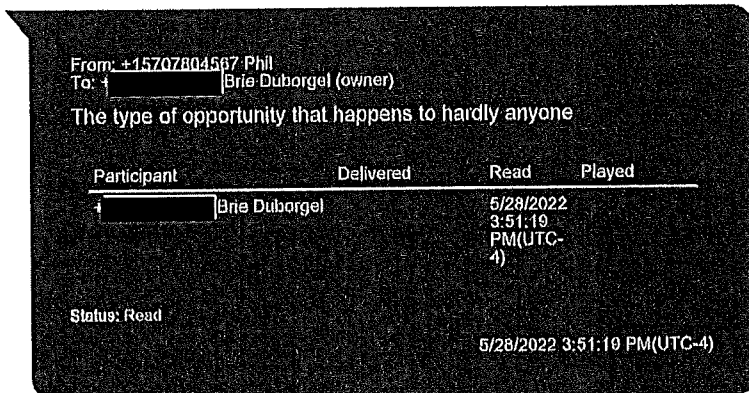 From: +15707804567 Phil
To: + Brie Duborgel (owner)
The type of opportunity that happens to hardly anyone
Participant Delivered Read Played
+ Brie Duborgel 5/28/2022
3:51:19
PM(UTC-
4)
Status: Read
5/28/2022 3:51:19 PM(UTC-4)